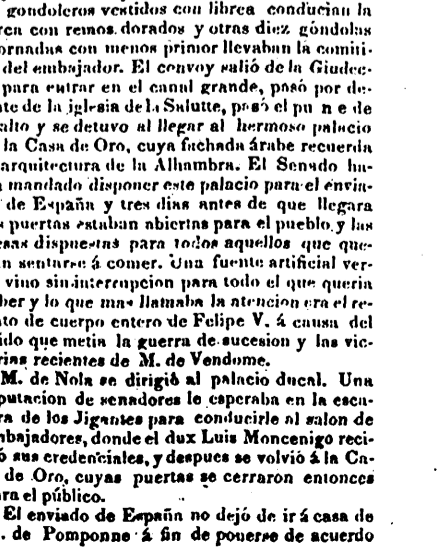 gondoleros vestidos con librea conducian la
rca con remos dorados y otras diez góndolas
ornadas con menos primor llevaban la comiti-
del embajador. El convoy salió de la Giudec-
para entrar en el canal grande, pasó por de-
nte de la iglesia de la Salutte, pasó el pu n e de
alto y se detuvo al llegar al hermoso palacio
la Casa de Oro, cuya fachada árabe recuerda
arquitectura de la Alhambra. El Senado ha-
a mandado disponer este palacio para el envia-
de España y tres dias antes de que llegara
s puertas estaban abiertas para el pueblo y las
esas dispuestas para todos aquellos que que-
an sentarse á comer. Una fuente artificial ver-
vino sin interrupcion para todo el que queria
ber y lo que mas llamaba la atencion era el re-
to de cuerpo entero de Felipe V. á causa del
ido que metia la guerra de sucesion y las vic-
rias recientes de M. de Vendome.
M. de Nola se dirigió al palacio ducal. Una
putacion de senadores le esperaba en la esca-
ra de los Jigantes para conducirle al salon de
mbajadores, donde el dux Luis Moncenigo reci-
ó sus credenciales, y despues se volvió á la Ca-
de Oro, cuyas puertas se cerraron entonces
ra el público.
El enviado de España no dejó de ir á casa de
. de Pomponne á fin de ponerse de acuerdo